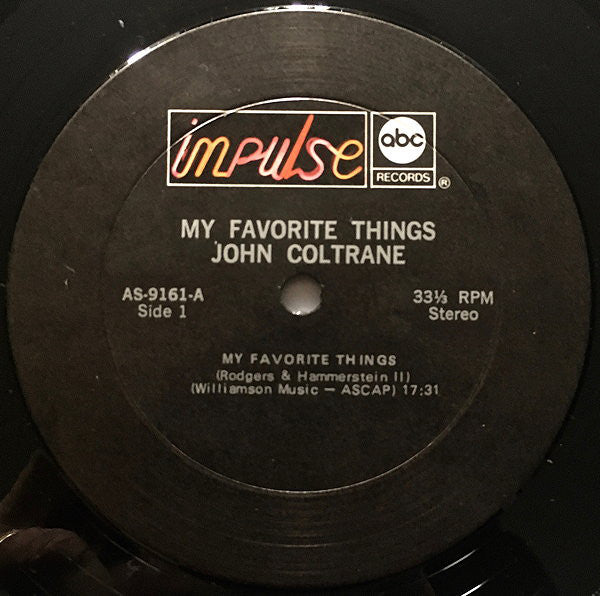 impulse
abc
RECORDS ®
MY FAVORITE THINGS
JOHN COLTRANE
AS-9161-A
Side 1
33⅓ RPM
Stereo
MY FAVORITE THINGS
(Rodgers & Hammerstein II)
(Williamson Music — ASCAP) 17:31